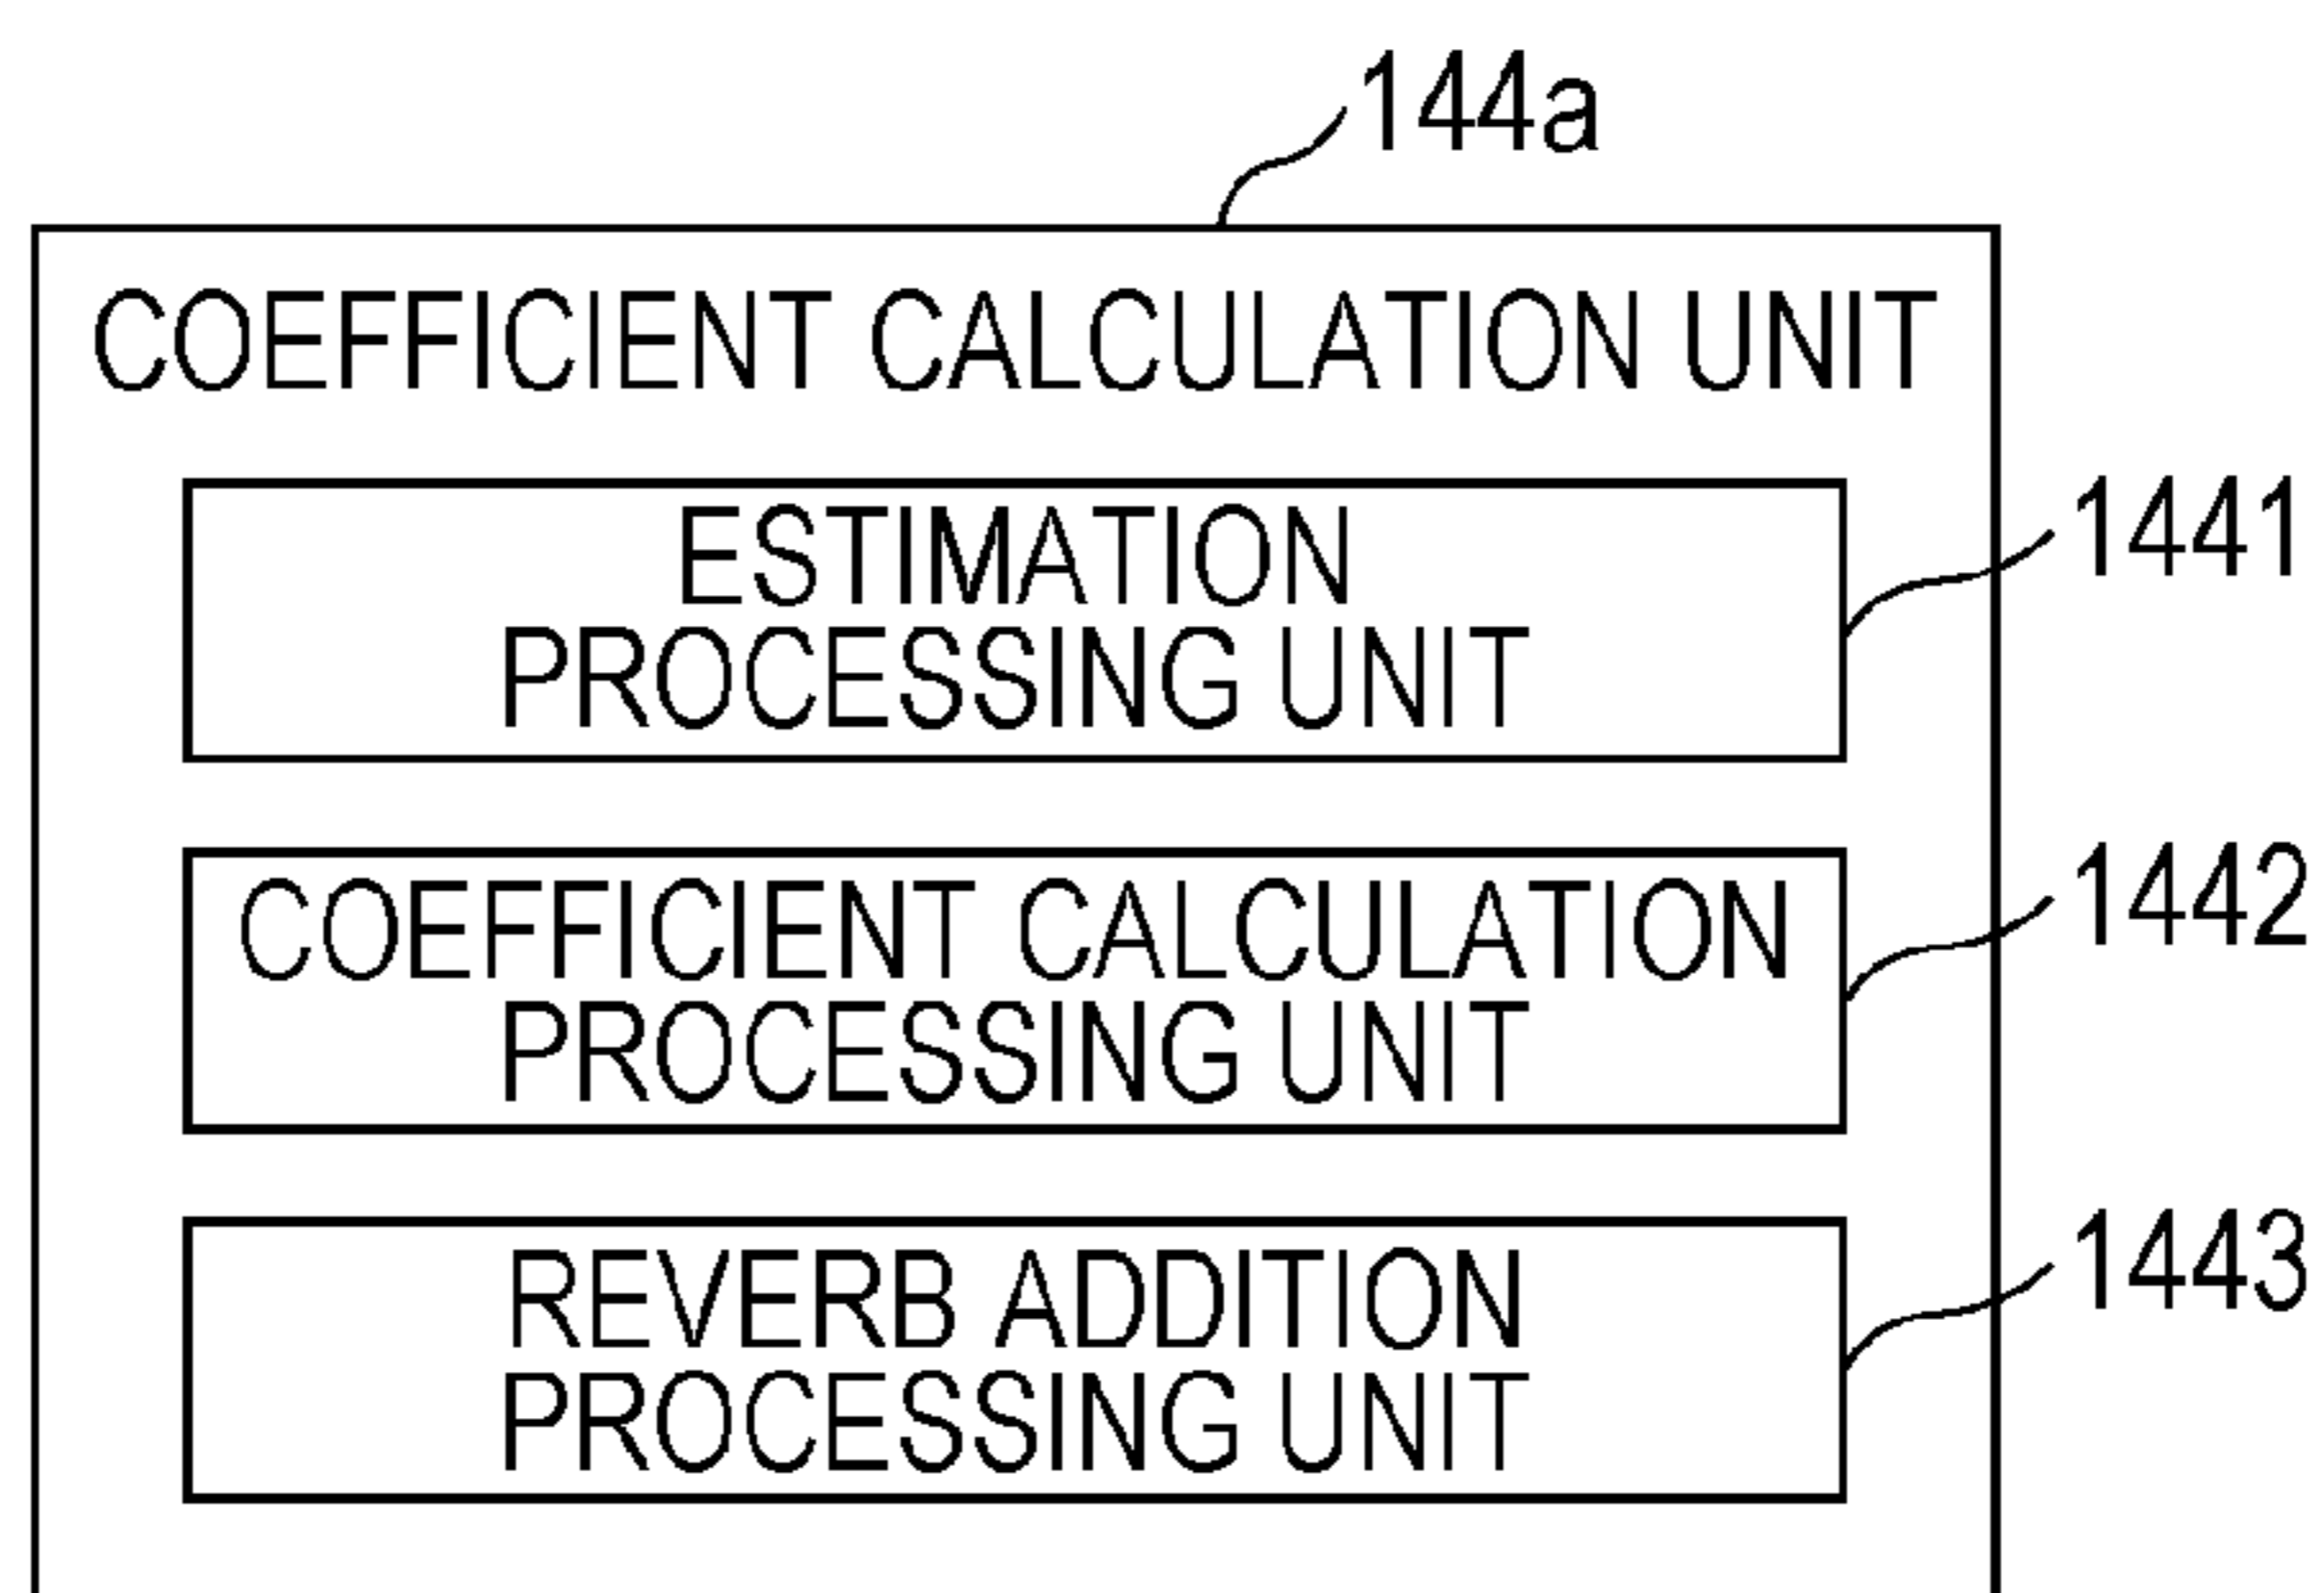 144a
COEFFICIENT CALCULATION UNIT
ESTIMATION
PROCESSING UNIT
1441
COEFFICIENT CALCULATION
PROCESSING UNIT
1442
REVERB ADDITION
PROCESSING UNIT
1443